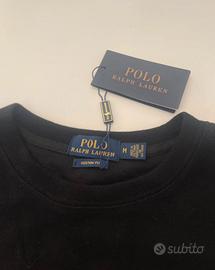 POLO
RALPH LAUREN
POLO
RALPH LAUREN
CUSTOM FIT
M
subito